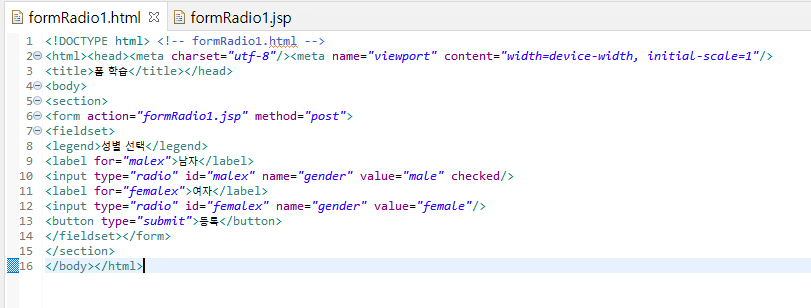 formRadio1.html formRadio1.jsp
1 <!DOCTYPE html> <!-- formRadio1.html -->
2 <html><head><meta charset="utf-8"/><meta name="viewport" content="width=device-width, initial-scale=1"/>
3 <title>폼 학습</title></head>
4 <body>
5 <section>
6 <form action="formRadio1.jsp" method="post">
7 <fieldset>
8 <legend>성별 선택</legend>
9 <label for="malex">남자</label>
10 <input type="radio" id="malex" name="gender" value="male" checked/>
11 <label for="femalex">여자</label>
12 <input type="radio" id="femalex" name="gender" value="female"/>
13 <button type="submit">등록</button>
14 </fieldset></form>
15 </section>
16 </body></html>